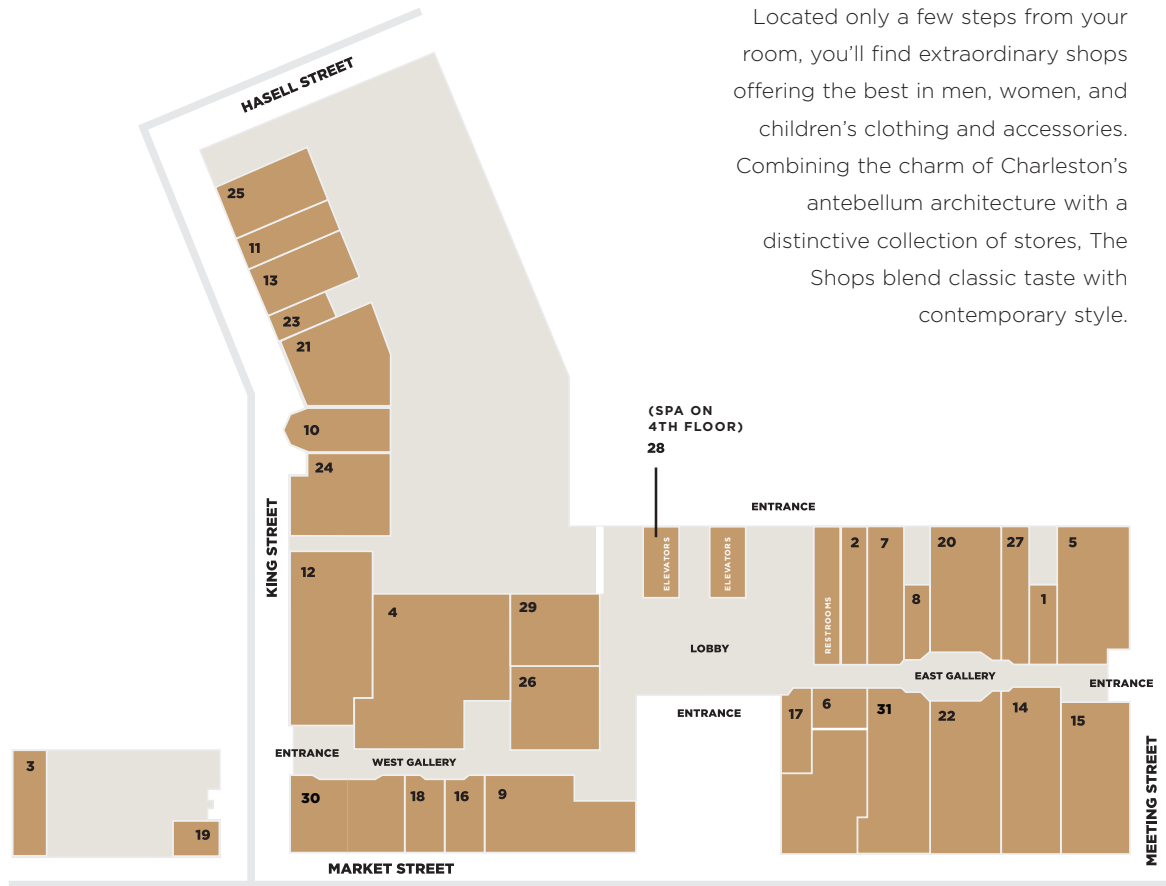 Located only a few steps from your
room, you’ll find extraordinary shops
offering the best in men, women, and
children’s clothing and accessories.
Combining the charm of Charleston’s
antebellum architecture with a
distinctive collection of stores, The
Shops blend classic taste with
contemporary style.
HASELL STREET
25
11
13
23
21
10
24
KING STREET
12
4
29
26
(SPA ON
4TH FLOOR)
28
ELEVATORS
ELEVATORS
ENTRANCE
LOBBY
ENTRANCE
RESTROOMS
2
7
8
20
27
1
5
EAST GALLERY
ENTRANCE
17
6
31
22
14
15
MEETING STREET
ENTRANCE
WEST GALLERY
30
18
16
9
3
19
MARKET STREET